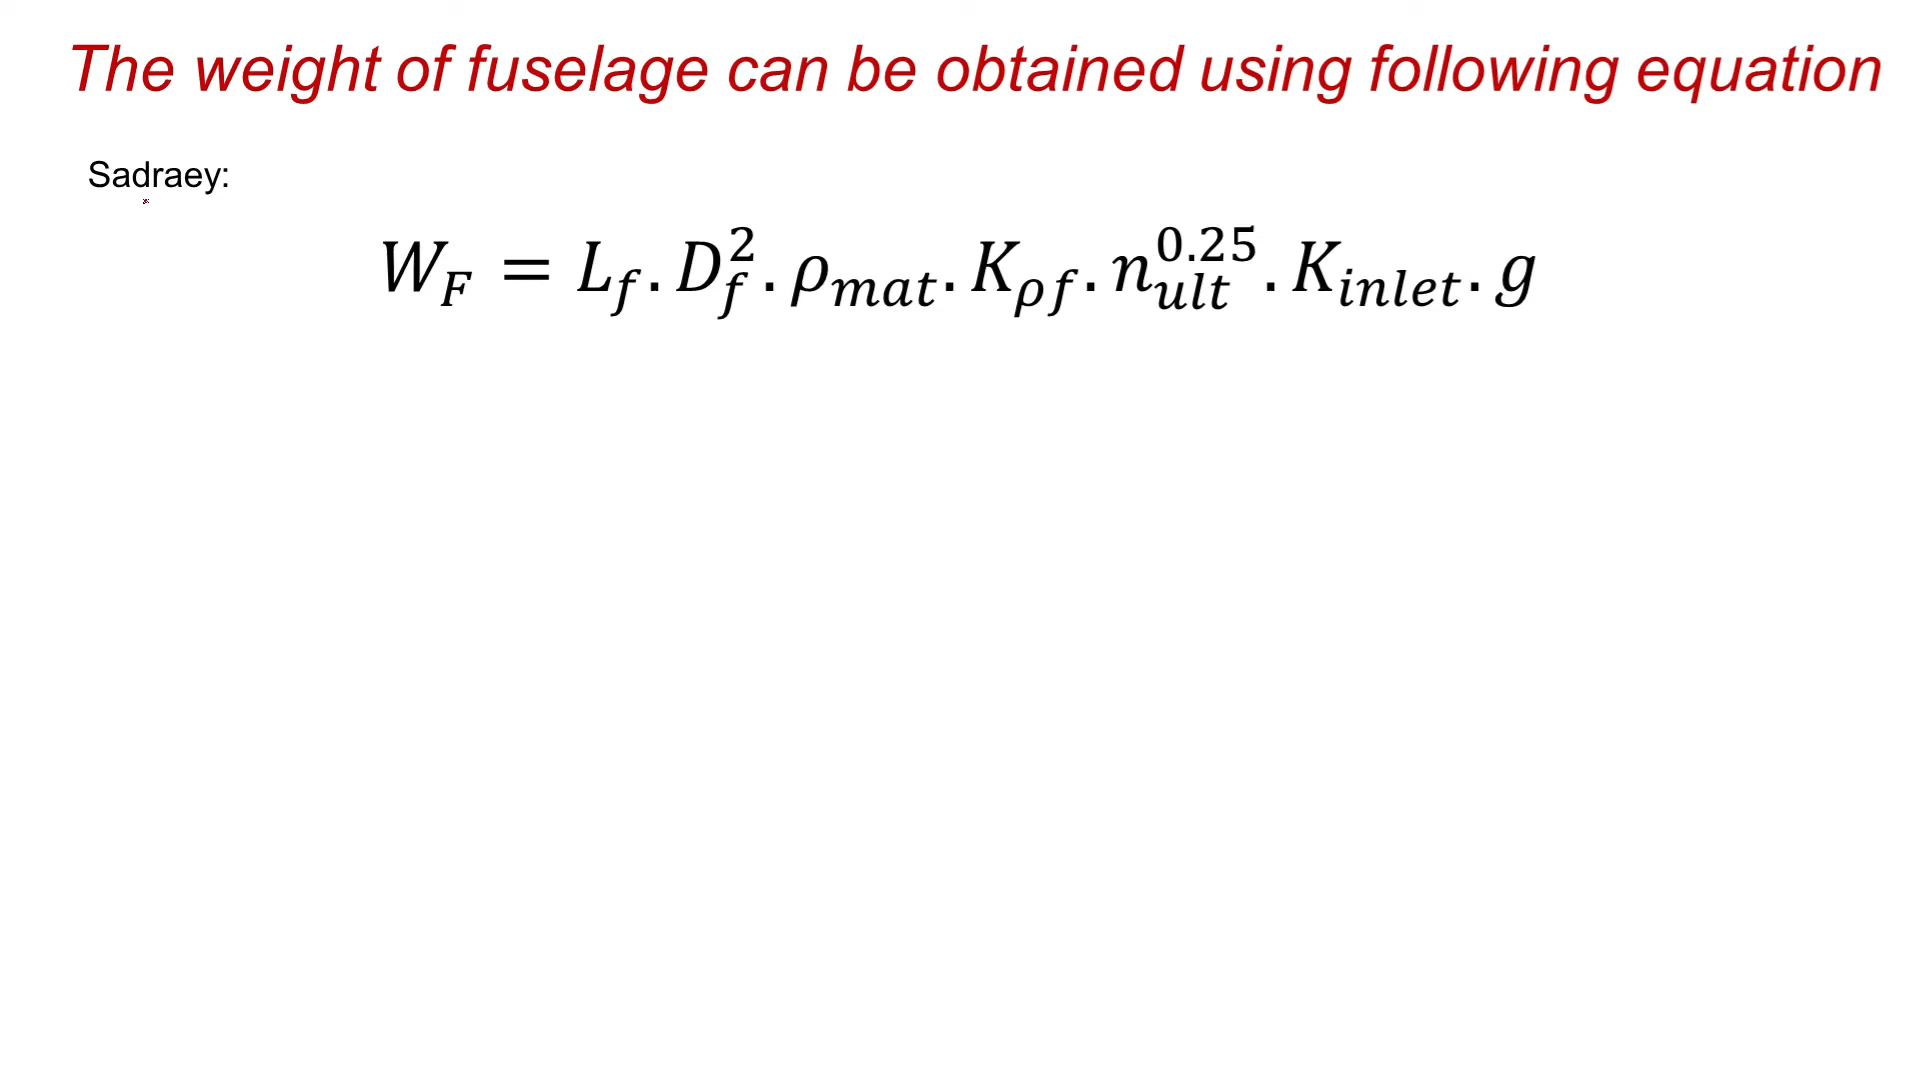 The weight of fuselage can be obtained using following equation
Sadraey:
W_F = L_f . D_f^2 . ρ_mat . K_ρf . n_ult^0.25 . K_inlet . g